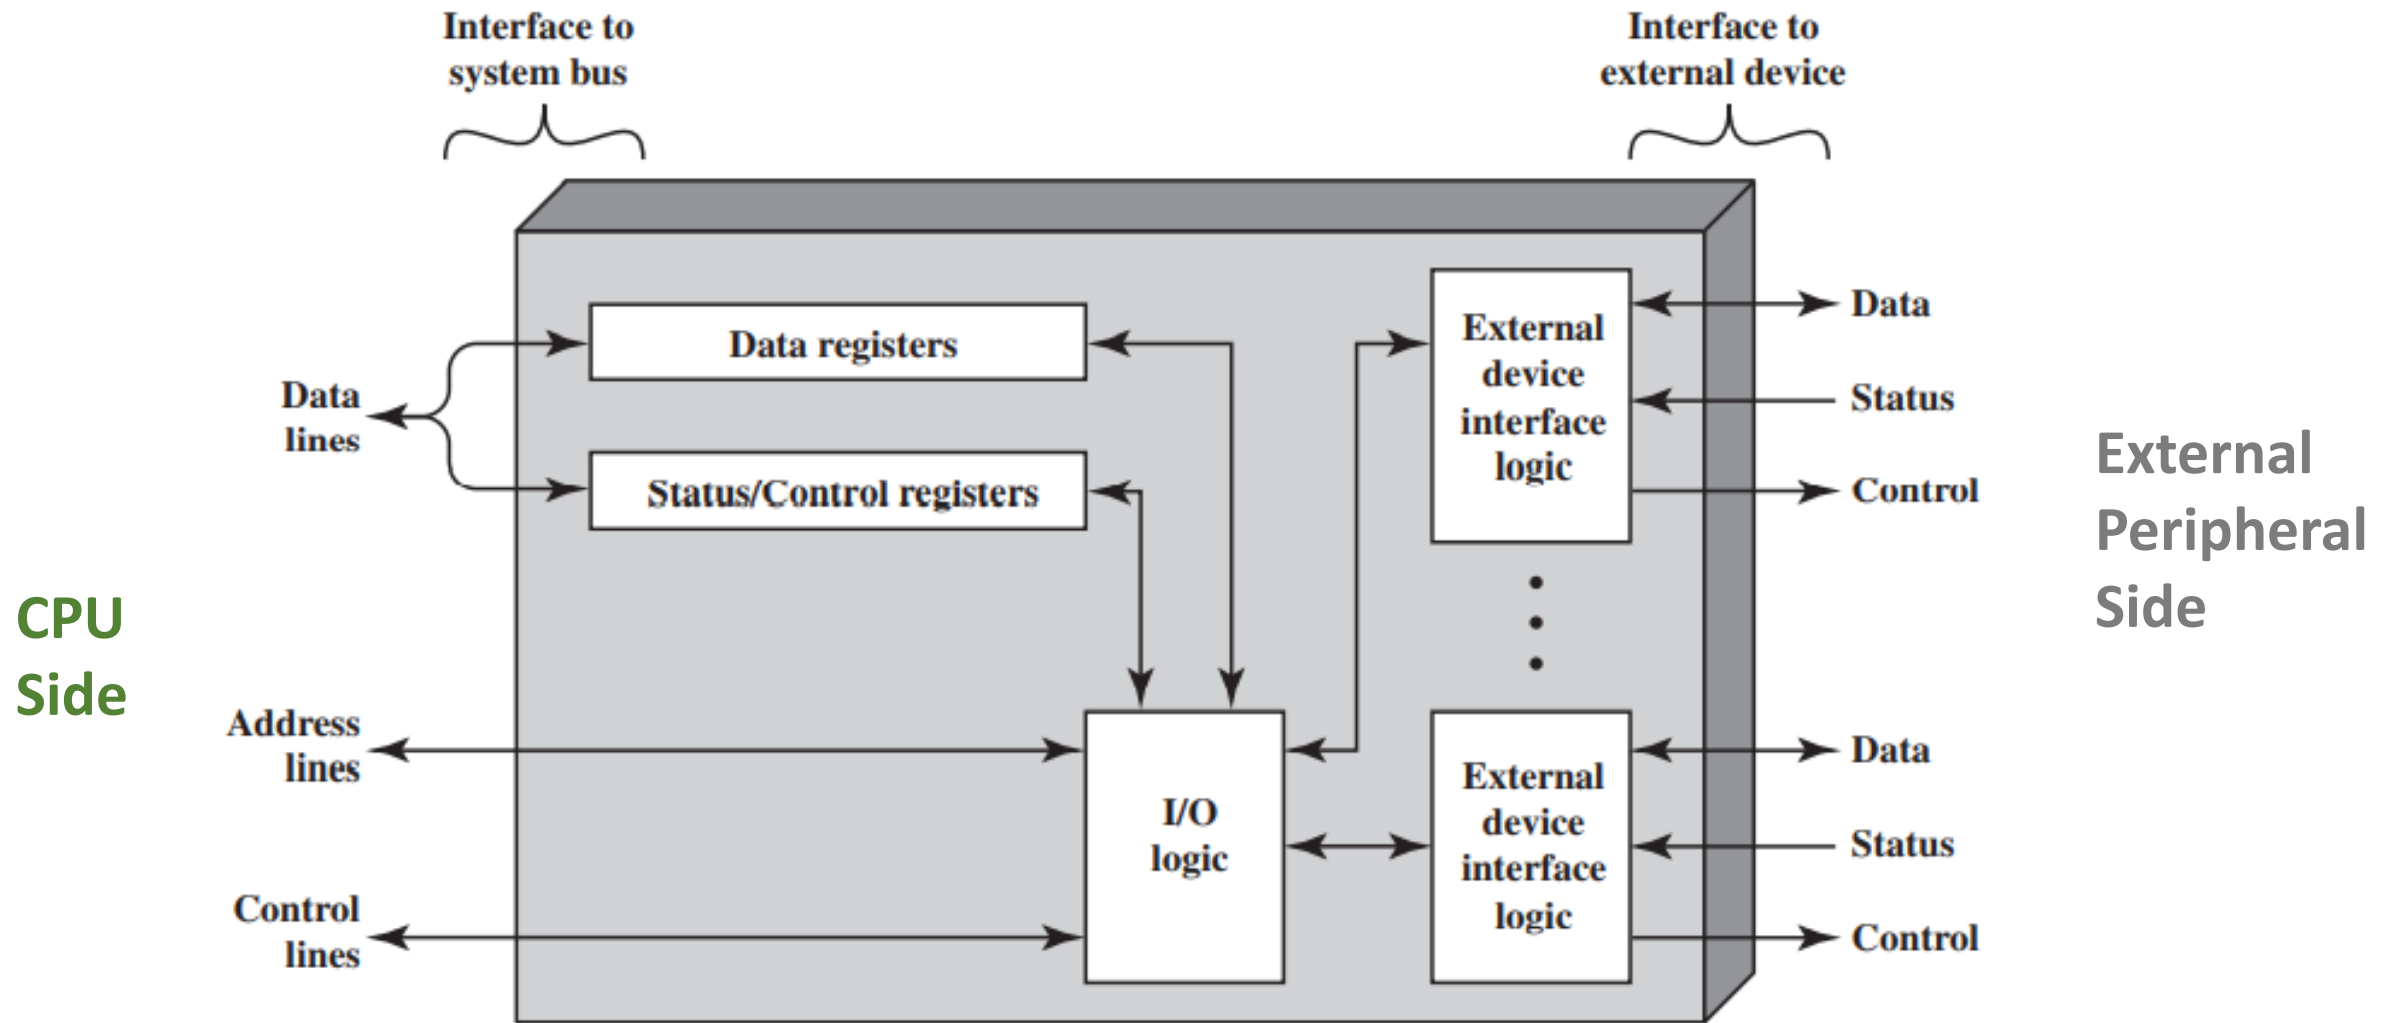 Interface to
system bus
Interface to
external device
Data registers
Status/Control registers
Data
lines
External
device
interface
logic
Data
Status
Control
External
Peripheral
Side
CPU
Side
Address
lines
Control
lines
I/O
logic
External
device
interface
logic
Data
Status
Control